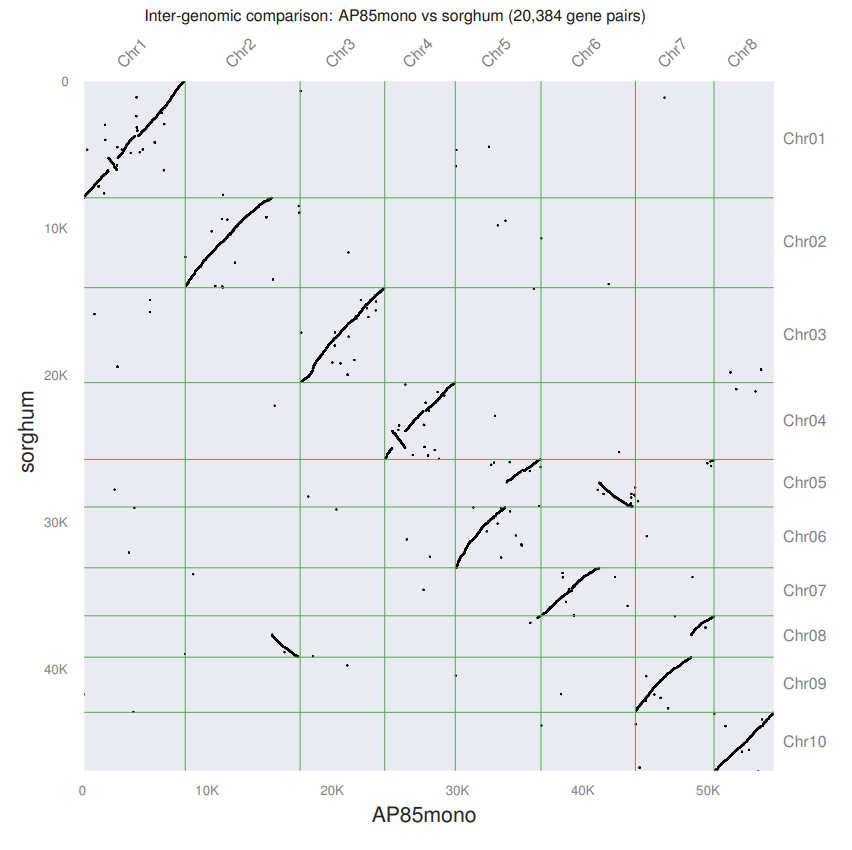 Inter-genomic comparison: AP85mono vs sorghum (20,384 gene pairs)
Chr1 Chr2 Chr3 Chr4 Chr5 Chr6 Chr7 Chr8
0
Chr01
10K
Chr02
Chr03
20K
Chr04
sorghum
Chr05
30K
Chr06
Chr07
Chr08
40K
Chr09
Chr10
0 10K 20K 30K 40K 50K
AP85mono